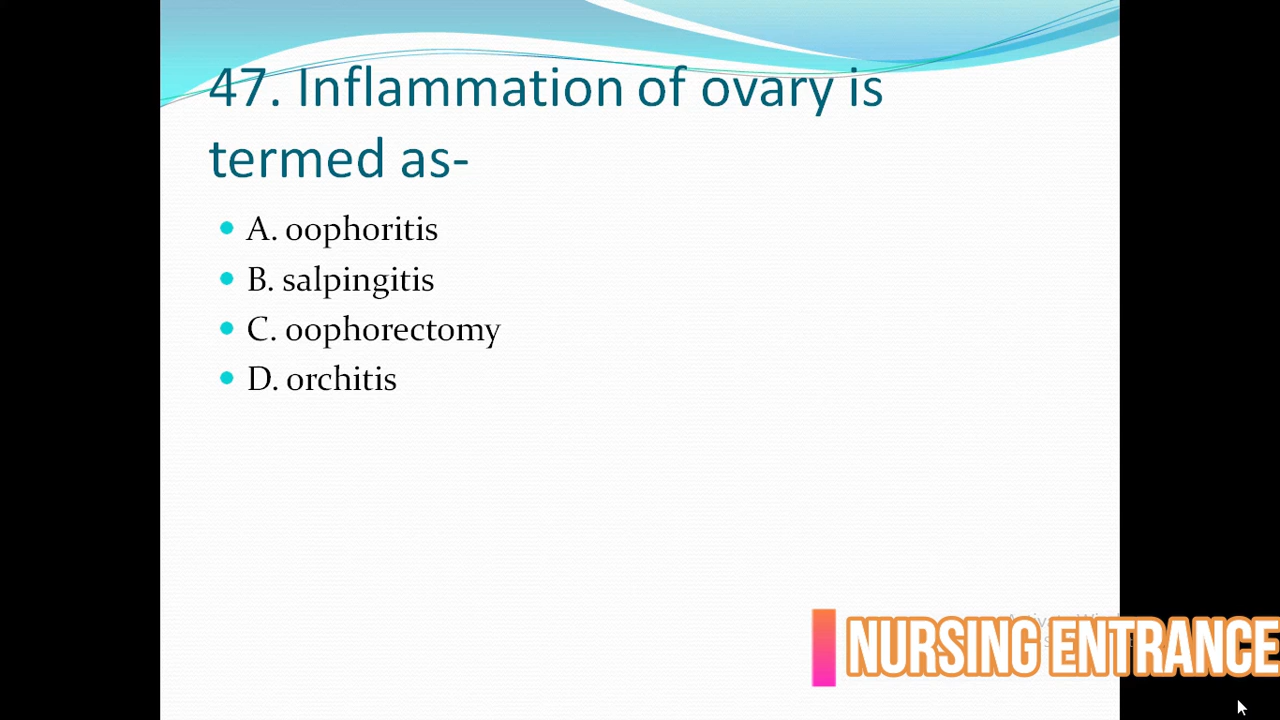 47. Inflammation of ovary is
termed as-
A. oophoritis
B. salpingitis
C. oophorectomy
D. orchitis
NURSING ENTRANCE